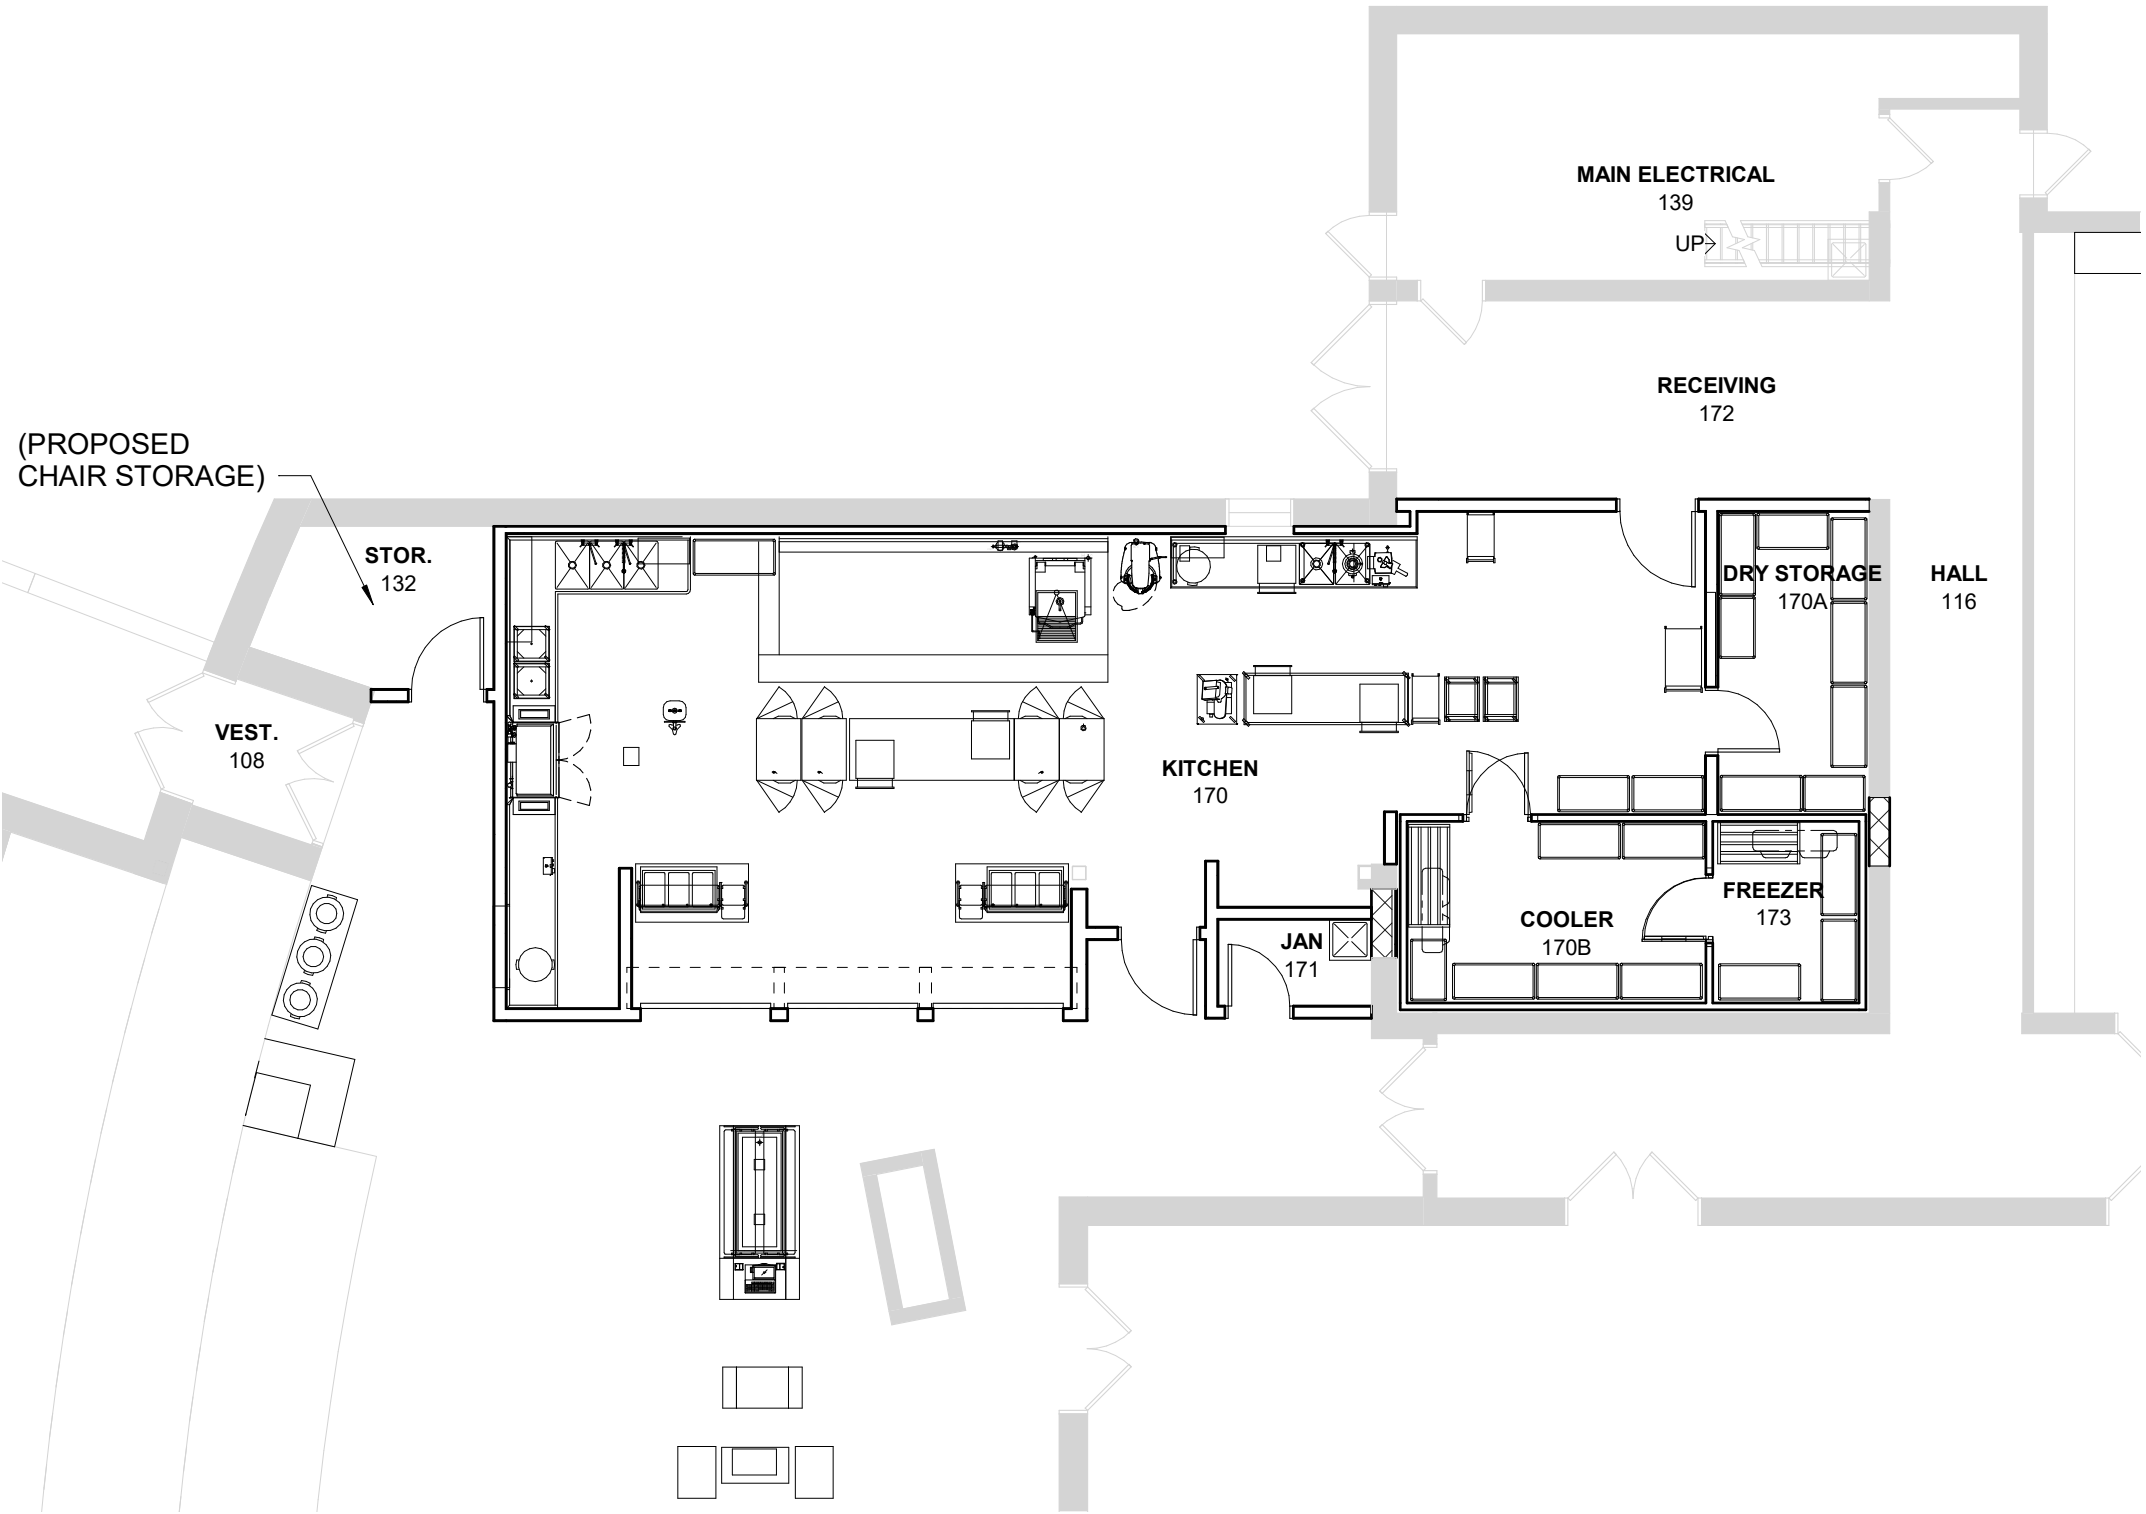 MAIN ELECTRICAL
139
UP
RECEIVING
172
(PROPOSED
CHAIR STORAGE)
STOR.
132
DRY STORAGE
170A
HALL
116
VEST.
108
KITCHEN
170
FREEZER
173
COOLER
170B
JAN
171